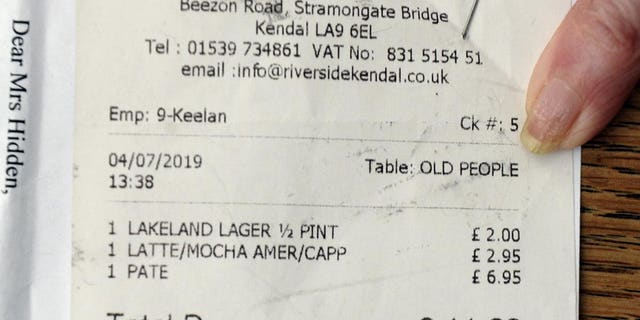 Dear Mrs Hidden,
Beezon Road, Stramongate Bridge
Kendal LA9 6EL
Tel : 01539 734861 VAT No: 831 5154 51
email :info@riversidekendal.co.uk
Emp: 9-Keelan Ck #: 5
04/07/2019 Table: OLD PEOPLE
13:38
1 LAKELAND LAGER ½ PINT £ 2.00
1 LATTE/MOCHA AMER/CAPP £ 2.95
1 PATE £ 6.95